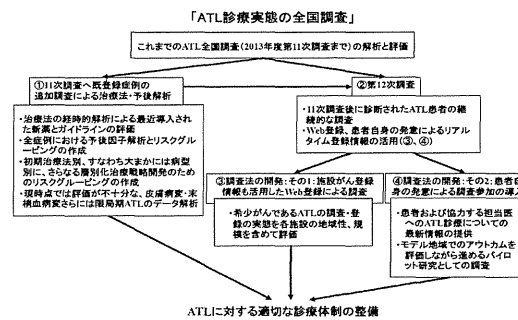 「ATL診療実態の全国調査」
これまでのATL全国調査(2013年度第11次調査まで)の解析と評価
①11次調査へ既登録症例の
追加調査による治療法・予後解析
②第12次調査
・治療法の経時的解析による最近導入され
た新薬とガイドラインの評価
・全症例における予後因子解析とリスクグ
ルーピングの作成
・初期治療法別、すなわち大まかには病型
別に、さらなる層別化治療戦略開発のため
のリスクグルーピングの作成
・現時点では評価が不十分な、皮膚病変・末
梢血病変さらには限局期ATLのデータ解析
・11次調査後に診断されたATL患者の継
続的な調査
・Web登録、患者自身の発意によるリアル
タイム登録情報の活用(③、④)
③調査法の開発:その1:施設がん登録
情報も活用したWeb登録による調査
・希少がんであるATLの調査・登
録の実態を各施設の地域性、規
模を含めて評価
④調査法の開発:その2:患者自
身の発意による調査参加の導入
・患者および協力する担当医
へのATL診療についての
最新情報の提供
・モデル地域でのアウトカムを
評価しながら進めるパイロ
ット研究としての調査
ATLに対する適切な診療体制の整備